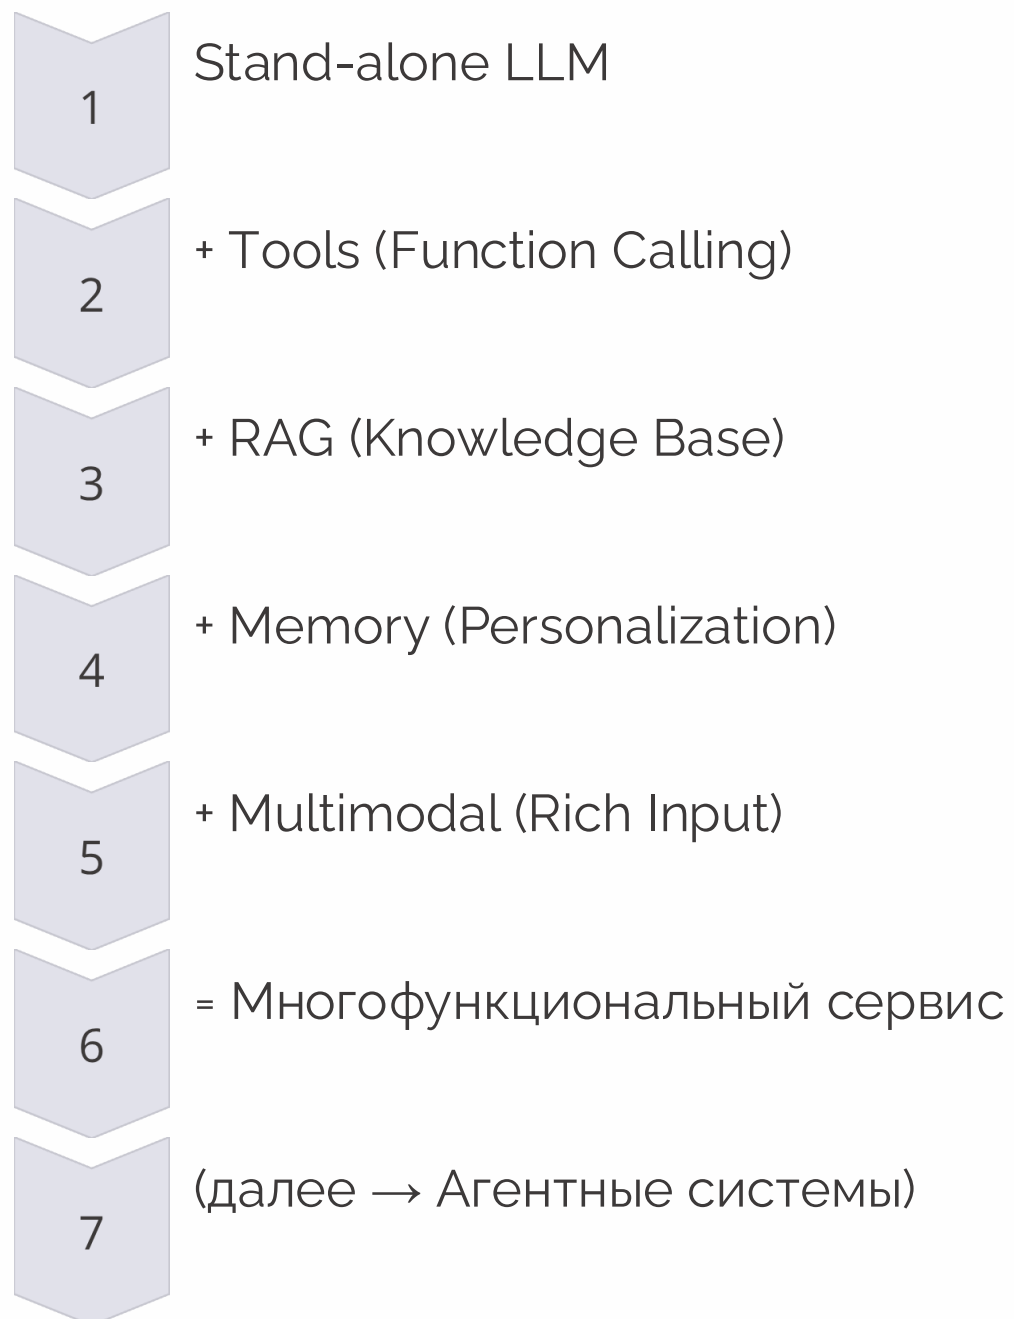 Stand-alone LLM
1
+ Tools (Function Calling)
2
+ RAG (Knowledge Base)
3
+ Memory (Personalization)
4
+ Multimodal (Rich Input)
5
= Многофункциональный сервис
6
(далее → Агентные системы)
7